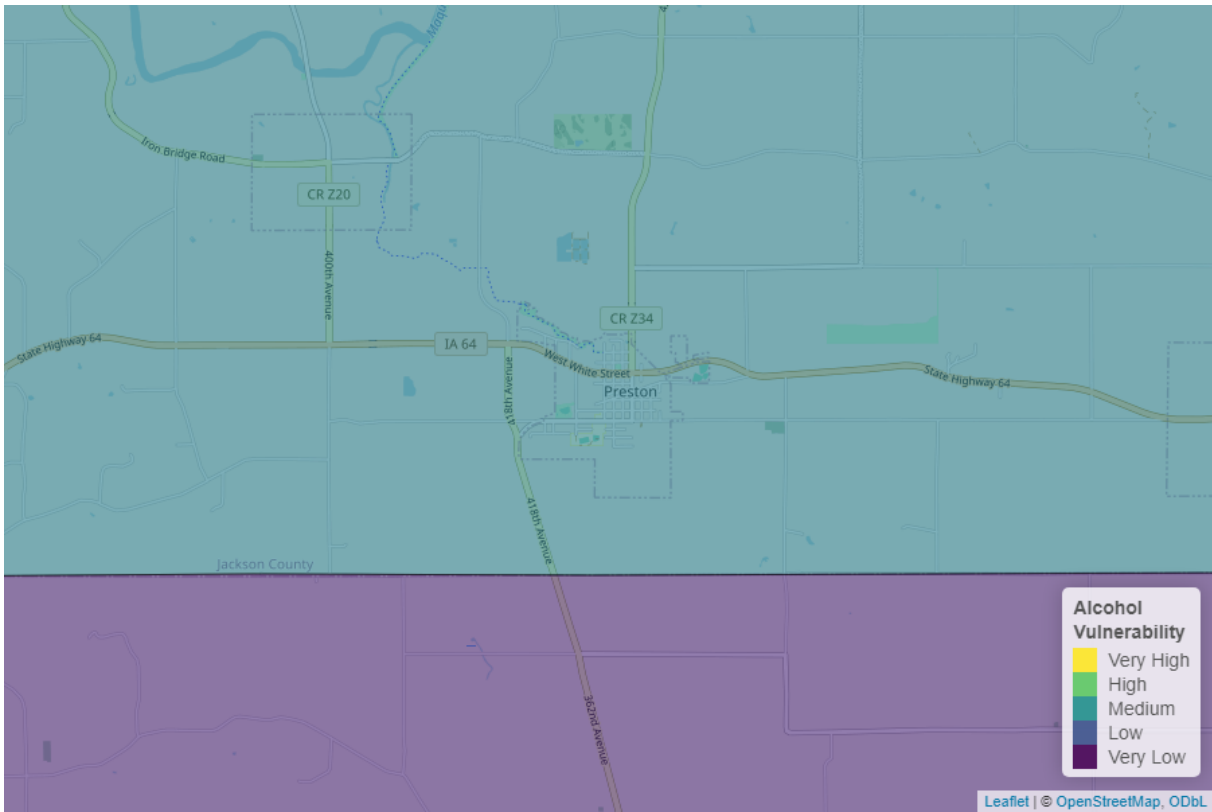 Maqu
Iron Bridge Road
CR Z20
400th Avenue
CR Z34
State Highway 64
IA 64
418th Avenue
West White Street
Preston
State Highway 64
418th Avenue
Jackson County
362nd Avenue
Alcohol
Vulnerability
Very High
High
Medium
Low
Very Low
Leaflet | © OpenStreetMap, ODbL